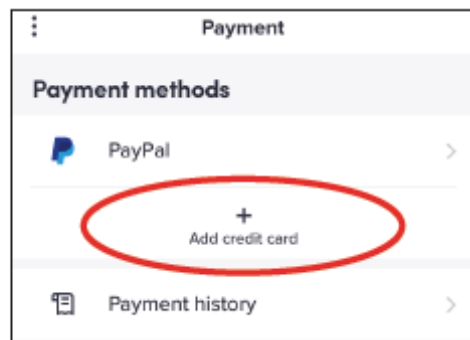 Payment
Payment methods
PayPal
+
Add credit card
Payment history